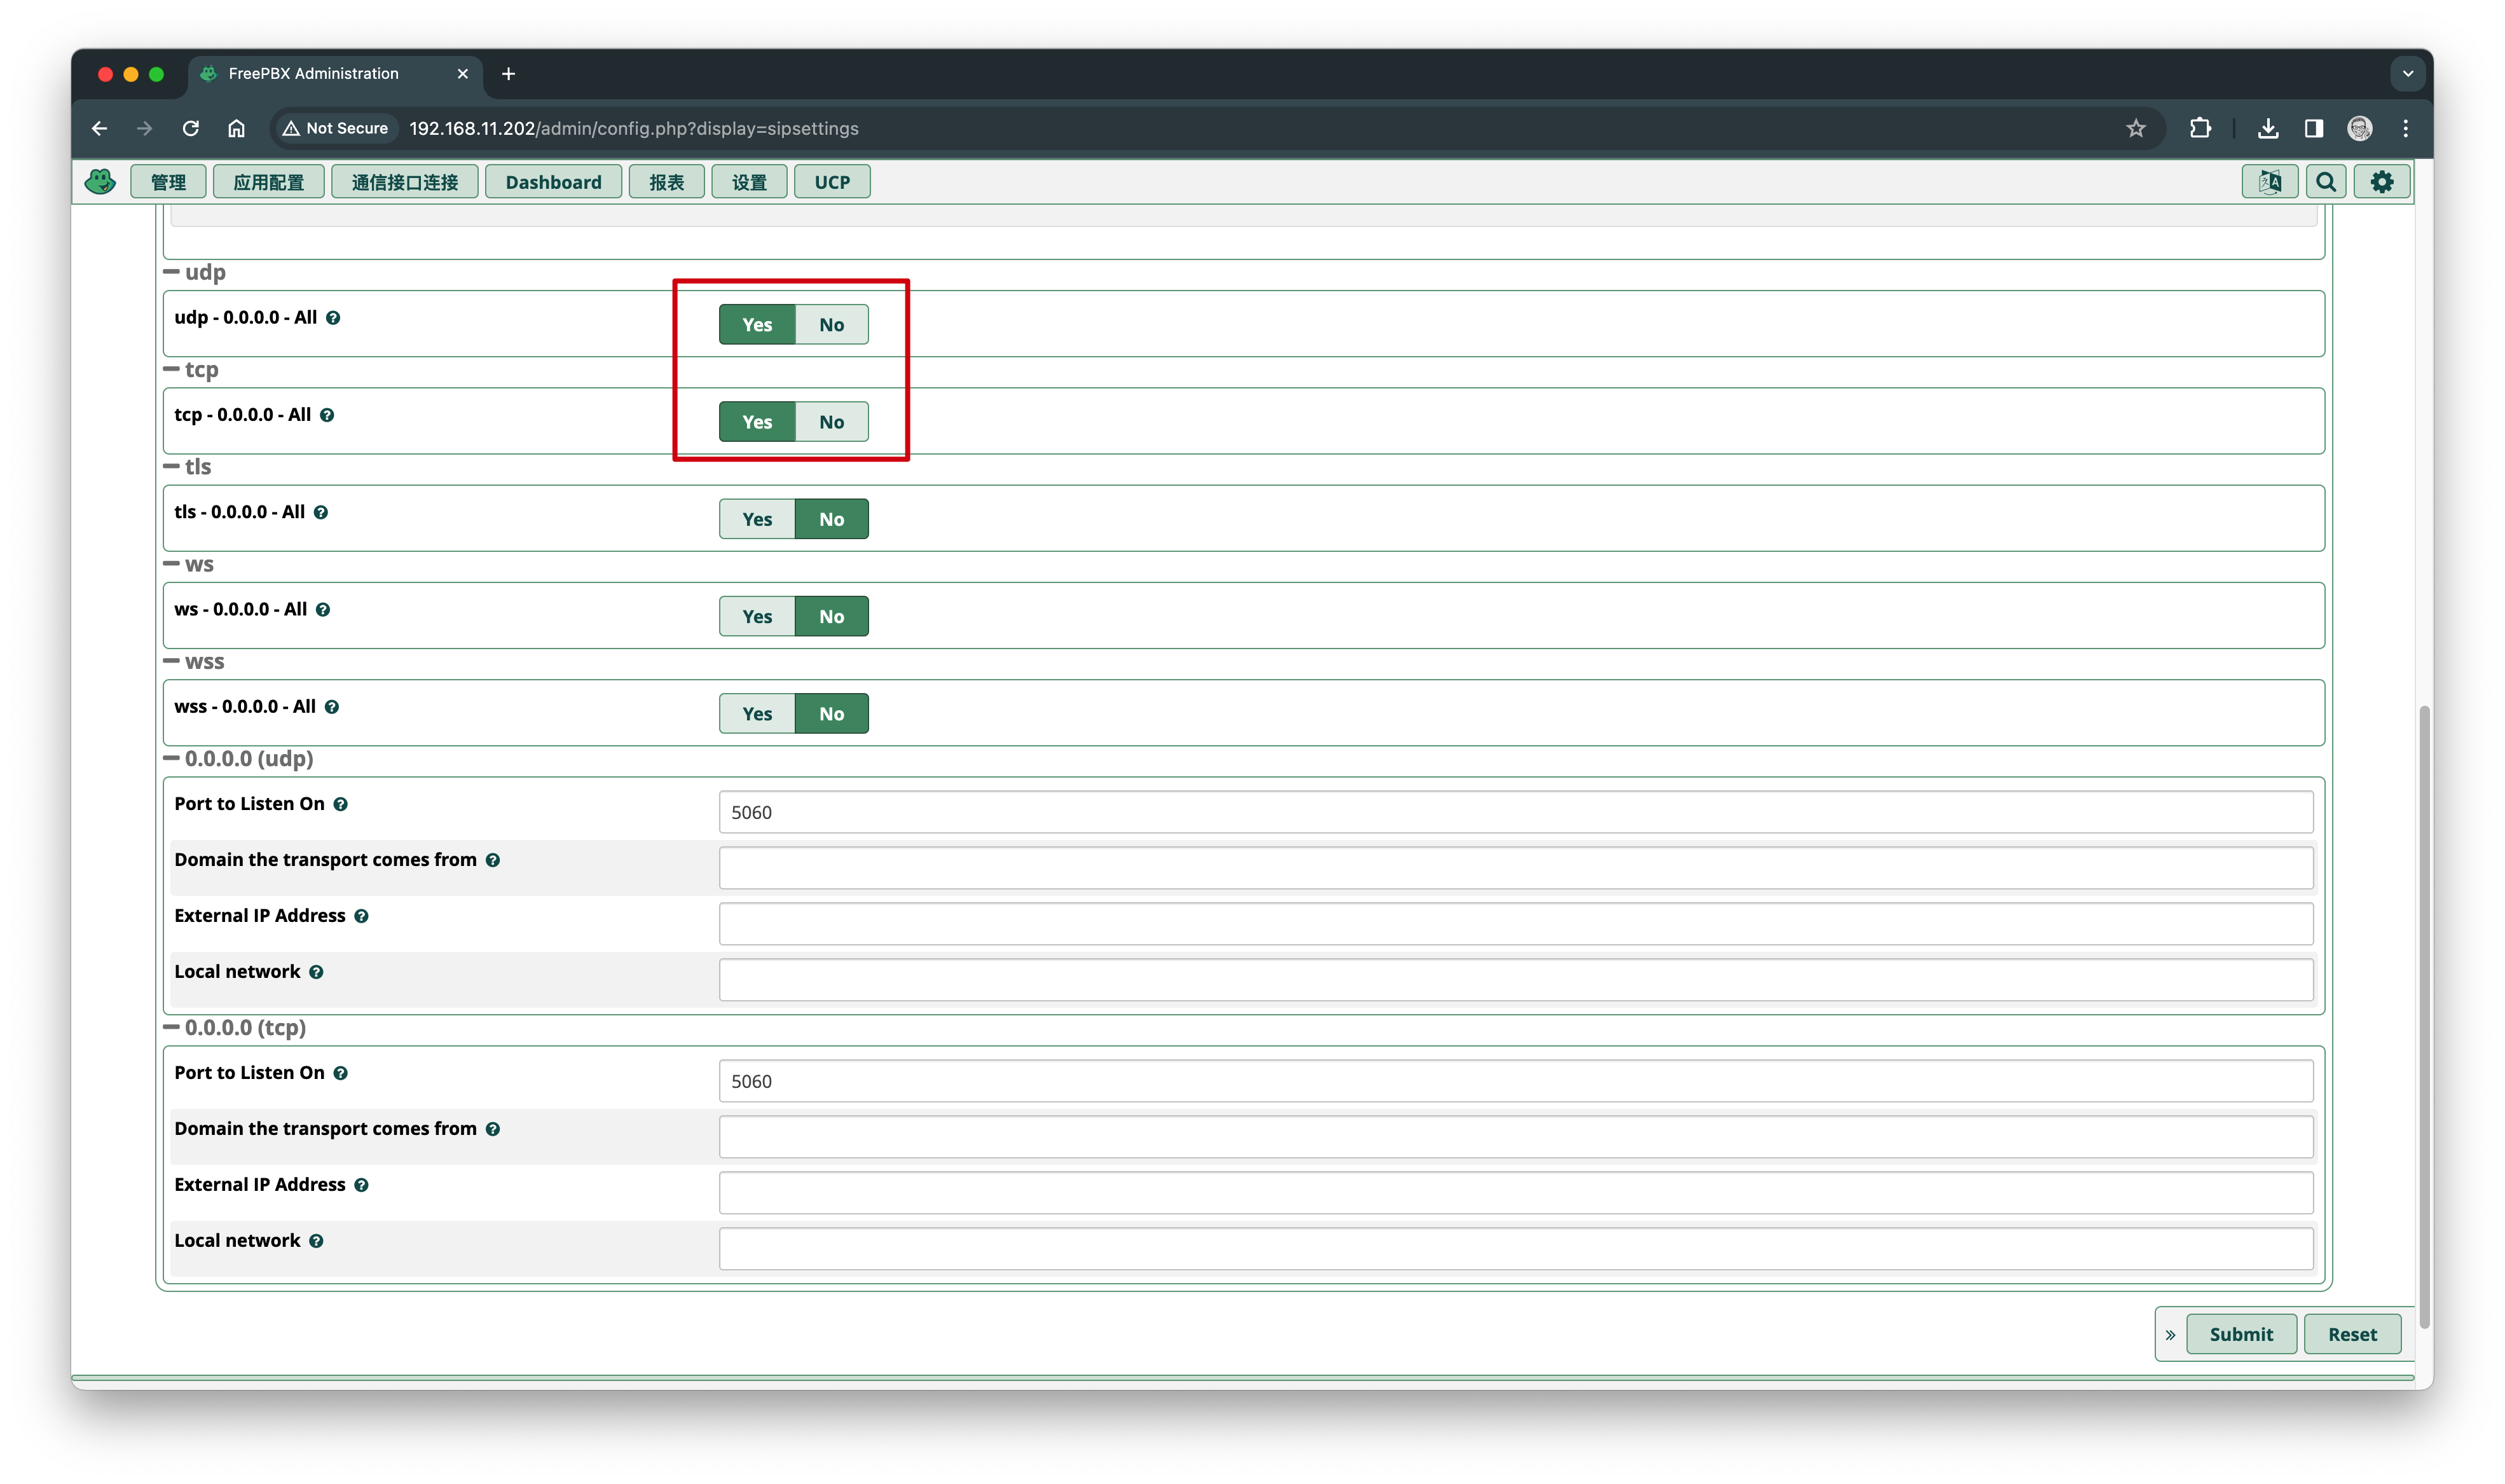 FreePBX Administration
Not Secure 192.168.11.202/admin/config.php?display=sipsettings
管理 应用配置 通信接口连接 Dashboard 报表 设置 UCP
udp
udp - 0.0.0.0 - All Yes No
tcp
tcp - 0.0.0.0 - All Yes No
tls
tls - 0.0.0.0 - All Yes No
ws
ws - 0.0.0.0 - All Yes No
wss
wss - 0.0.0.0 - All Yes No
0.0.0.0 (udp)
Port to Listen On 5060
Domain the transport comes from
External IP Address
Local network
0.0.0.0 (tcp)
Port to Listen On 5060
Domain the transport comes from
External IP Address
Local network
» Submit Reset